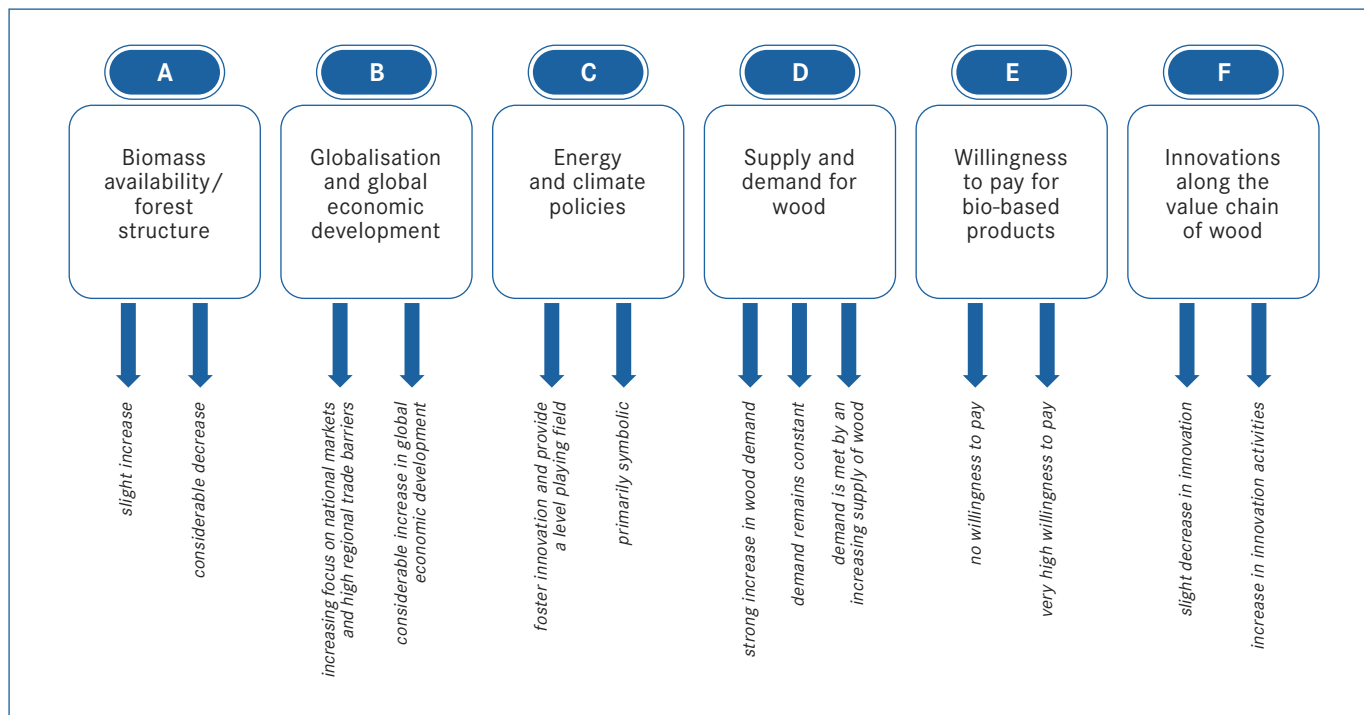 A
B
C
D
E
F
Biomass
availability/
forest
structure
Globalisation
and global
economic
development
Energy
and climate
policies
Supply and
demand for
wood
Willingness
to pay for
bio-based
products
Innovations
along the
value chain
of wood
slight increase
considerable decrease
increasing focus on national markets
and high regional trade barriers
considerable increase in global
economic development
foster innovation and provide
a level playing field
primarily symbolic
strong increase in wood demand
demand remains constant
demand is met by an
increasing supply of wood
no willingness to pay
very high willingness to pay
slight decrease in innovation
increase in innovation activities